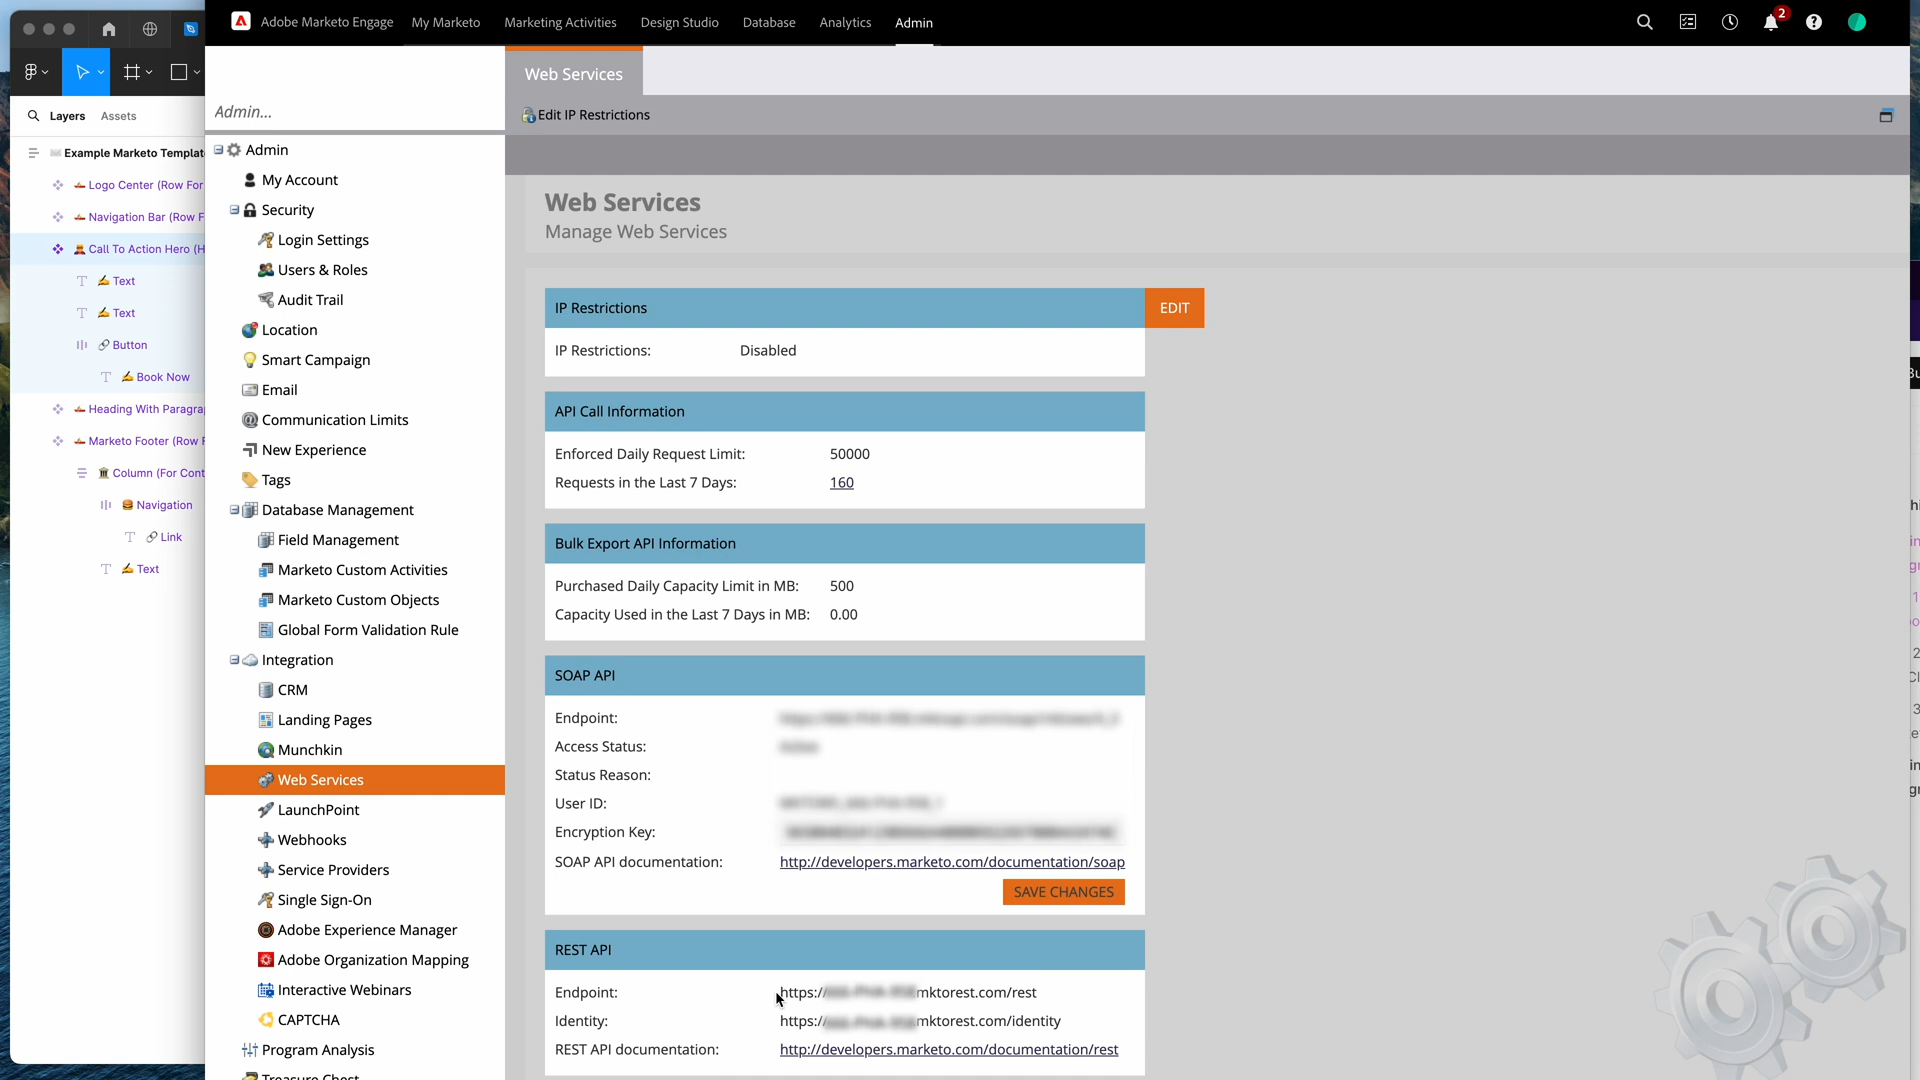 Adobe Marketo Engage
My Marketo
Marketing Activities
Design Studio
Database
Analytics
Admin
2
Layers
Assets
Example Marketo Templat
Logo Center (Row For
Navigation Bar (Row F
Call To Action Hero (H
Text
Text
Button
Book Now
Heading With Paragra
Marketo Footer (Row F
Column (For Cont
Navigation
Link
Text
Admin...
Admin
My Account
Security
Login Settings
Users & Roles
Audit Trail
Location
Smart Campaign
Email
Communication Limits
New Experience
Tags
Database Management
Field Management
Marketo Custom Activities
Marketo Custom Objects
Global Form Validation Rule
Integration
CRM
Landing Pages
Munchkin
Web Services
LaunchPoint
Webhooks
Service Providers
Single Sign-On
Adobe Experience Manager
Adobe Organization Mapping
Interactive Webinars
CAPTCHA
Program Analysis
Treasure Chest
Web Services
Edit IP Restrictions
Web Services
Manage Web Services
IP Restrictions
EDIT
IP Restrictions: Disabled
API Call Information
Enforced Daily Request Limit: 50000
Requests in the Last 7 Days: 160
Bulk Export API Information
Purchased Daily Capacity Limit in MB: 500
Capacity Used in the Last 7 Days in MB: 0.00
SOAP API
Endpoint:
Access Status:
Status Reason:
User ID:
Encryption Key:
SOAP API documentation: http://developers.marketo.com/documentation/soap
SAVE CHANGES
REST API
Endpoint: https:/ mktorest.com/rest
Identity: https:/ mktorest.com/identity
REST API documentation: http://developers.marketo.com/documentation/rest